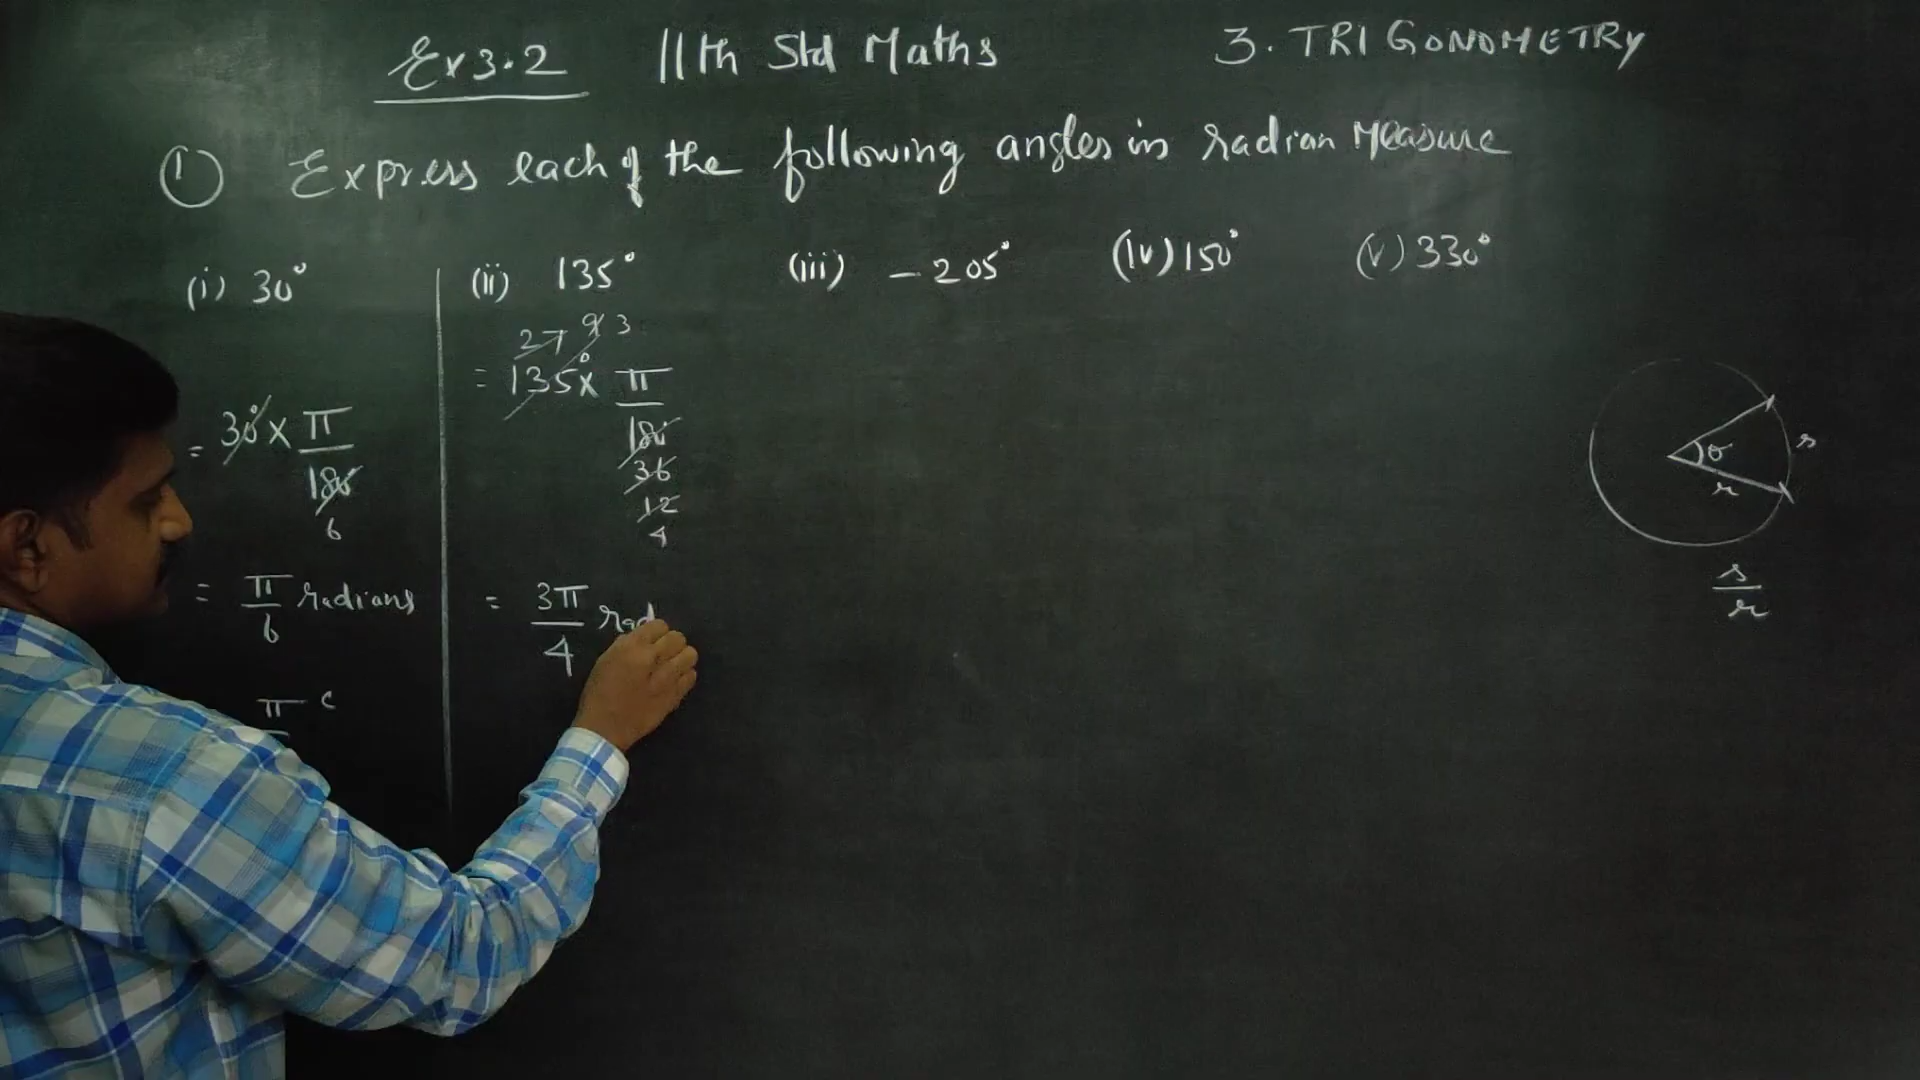 Ex 3.2 11th Std Maths 3. TRIGONOMETRY
① Express each of the following angles in radian Measure
(i) 30° (ii) 135° (iii) -205° (iv) 150° (v) 330°
27 9 3
= 30° × π
180
6
= 135° × π
180
36
12
4
= π/6 radians
= 3π/4 rad
π c
θ
r
s
s/r